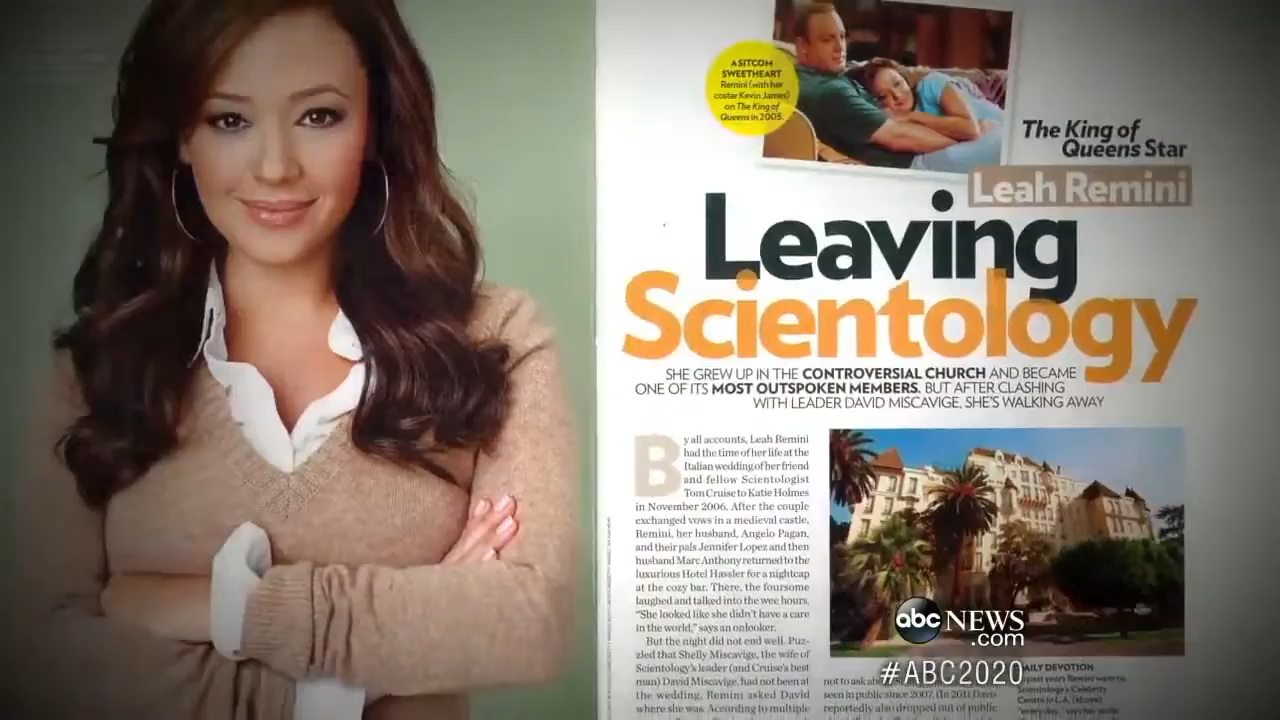 A SITCOM
SWEETHEART
Remini (with her
costar Kevin James)
on The King of
Queens in 2005.
The King of
Queens Star
Leah Remini
Leaving
Scientology
SHE GREW UP IN THE CONTROVERSIAL CHURCH AND BECAME
ONE OF ITS MOST OUTSPOKEN MEMBERS. BUT AFTER CLASHING
WITH LEADER DAVID MISCAVIGE, SHE'S WALKING AWAY
By all accounts, Leah Remini
had the time of her life at the
Italian wedding of her friend
and fellow Scientologist
Tom Cruise to Katie Holmes
in November 2006. After the couple
exchanged vows in a medieval castle,
Remini, her husband, Angelo Pagan,
and their pals Jennifer Lopez and then
husband Marc Anthony returned to the
luxurious Hotel Hassler for a nightcap
at the cozy bar. There, the foursome
laughed and talked into the wee hours.
"She looked like she didn't have a care
in the world," says an onlooker.
But the night did not end well. Puz-
zled that Shelly Miscavige, the wife of
Scientology's leader (and Cruise's best
man) David Miscavige, had not been at
the wedding, Remini asked David
where she was. According to multiple
not to ask
seen in public since 2007. (In 2011
reportedly also dropped out of public
DAILY DEVOTION
past years Remini went to
Scientology's Celebrity
Centre in L.A. (above)
abc NEWS
.com
#ABC2020